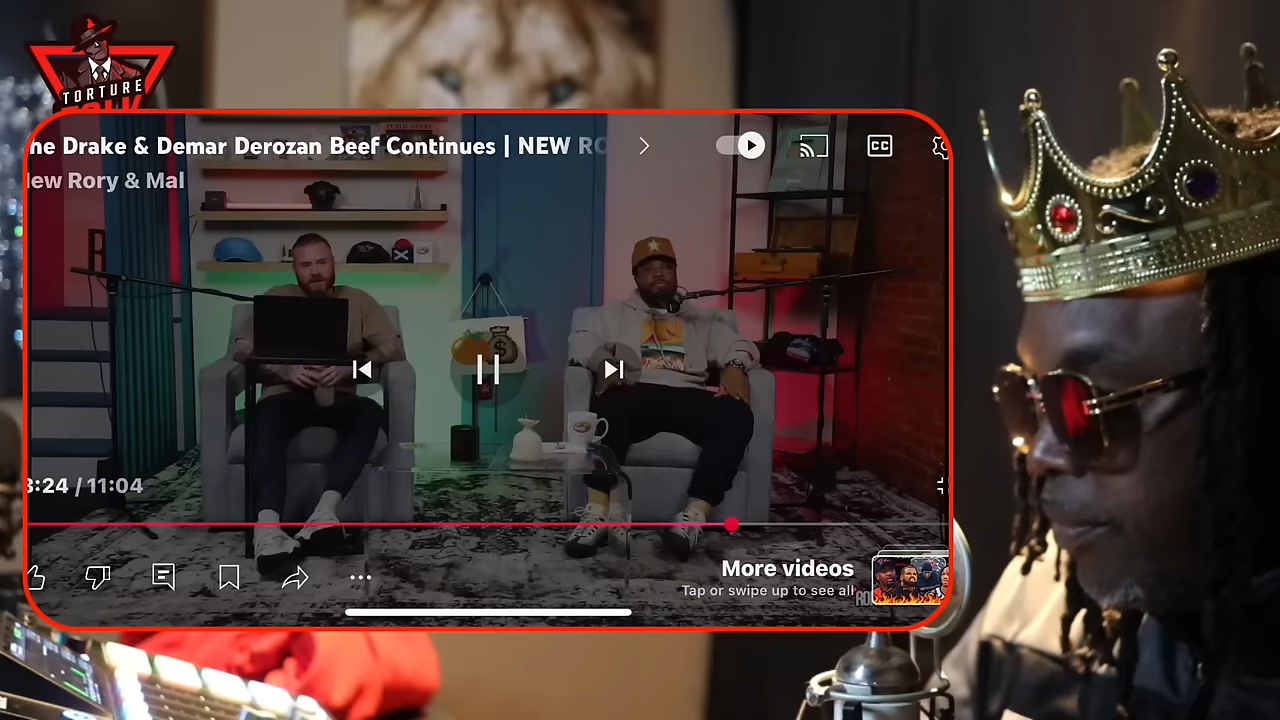 TORTURE
he Drake & Demar Derozan Beef Continues | NEW RO
lew Rory & Mal
CC
3:24 / 11:04
More videos
Tap or swipe up to see all